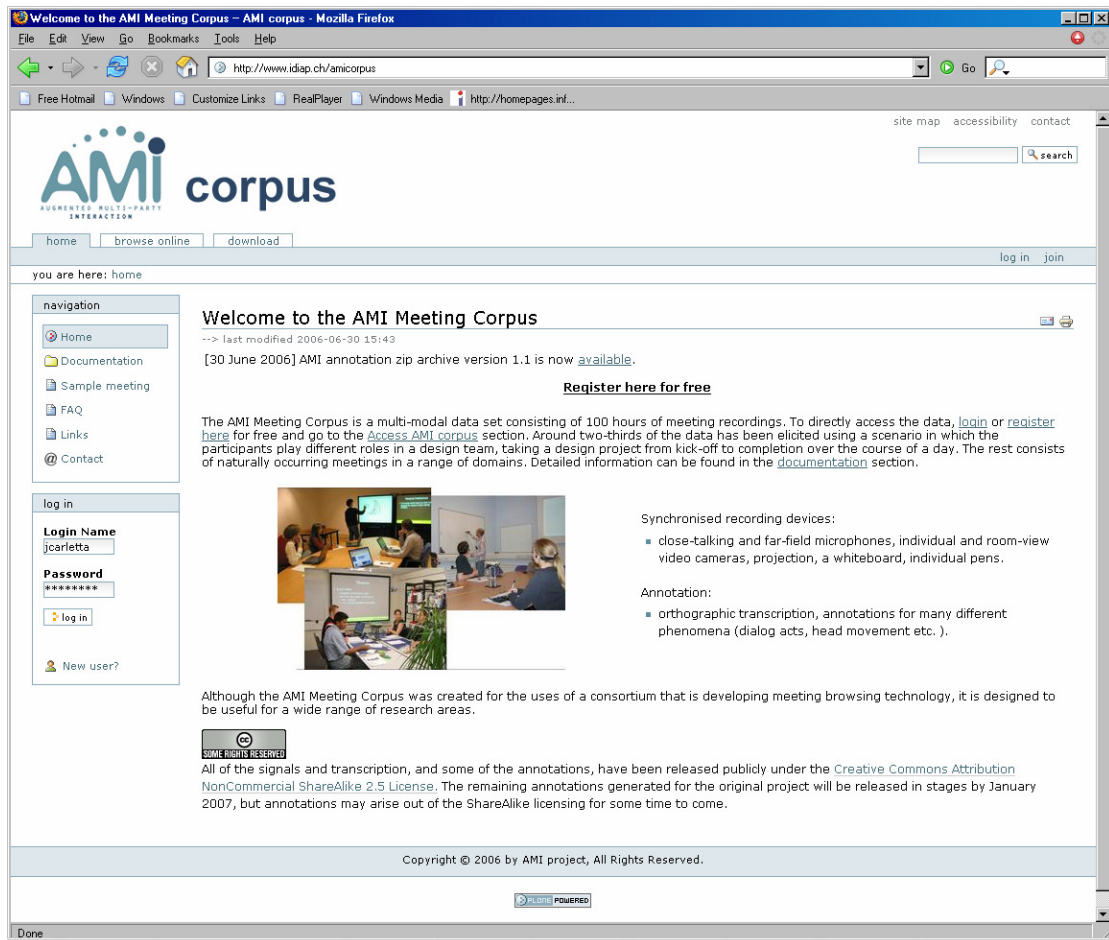 Welcome to the AMI Meeting Corpus — AMI corpus - Mozilla Firefox
File Edit View Go Bookmarks Tools Help
http://www.idiap.ch/amicorpus Go
Free Hotmail Windows Customize Links RealPlayer Windows Media http://homepages.inf...
site map accessibility contact
search
AMI corpus
AUGMENTED MULTI-PARTY
INTERACTION
home browse online download
log in join
you are here: home
navigation
Home
Documentation
Sample meeting
FAQ
Links
Contact
log in
Login Name
jcarletta
Password
********
log in
New user?
Welcome to the AMI Meeting Corpus
--> last modified 2006-06-30 15:43
[30 June 2006] AMI annotation zip archive version 1.1 is now available.
Register here for free
The AMI Meeting Corpus is a multi-modal data set consisting of 100 hours of meeting recordings. To directly access the data, login or register
here for free and go to the Access AMI corpus section. Around two-thirds of the data has been elicited using a scenario in which the
participants play different roles in a design team, taking a design project from kick-off to completion over the course of a day. The rest consists
of naturally occurring meetings in a range of domains. Detailed information can be found in the documentation section.
Synchronised recording devices:
close-talking and far-field microphones, individual and room-view
video cameras, projection, a whiteboard, individual pens.
Annotation:
orthographic transcription, annotations for many different
phenomena (dialog acts, head movement etc. ).
Although the AMI Meeting Corpus was created for the uses of a consortium that is developing meeting browsing technology, it is designed to
be useful for a wide range of research areas.
cc
SOME RIGHTS RESERVED
All of the signals and transcription, and some of the annotations, have been released publicly under the Creative Commons Attribution
NonCommercial ShareAlike 2.5 License. The remaining annotations generated for the original project will be released in stages by January
2007, but annotations may arise out of the ShareAlike licensing for some time to come.
Copyright © 2006 by AMI project, All Rights Reserved.
PLONE POWERED
Done